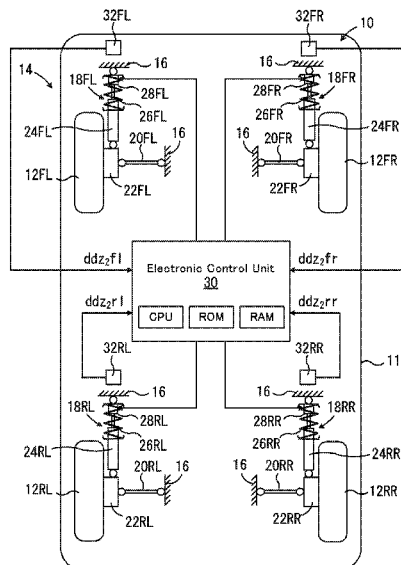 32FL
32FR
10
14
16
16
28FL
28FR
18FL
18FR
26FL
26FR
20FL
16
16
20FR
24FL
24FR
12FL
12FR
22FL
22FR
ddz₂fl
ddz₂fr
Electronic Control Unit
30
ddz₂rl
CPU
ROM
RAM
ddz₂rr
32RL
32RR
11
16
16
18RL
18RR
28RL
28RR
26RL
26RR
24RL
20RL
16
16
20RR
24RR
12RL
12RR
22RL
22RR